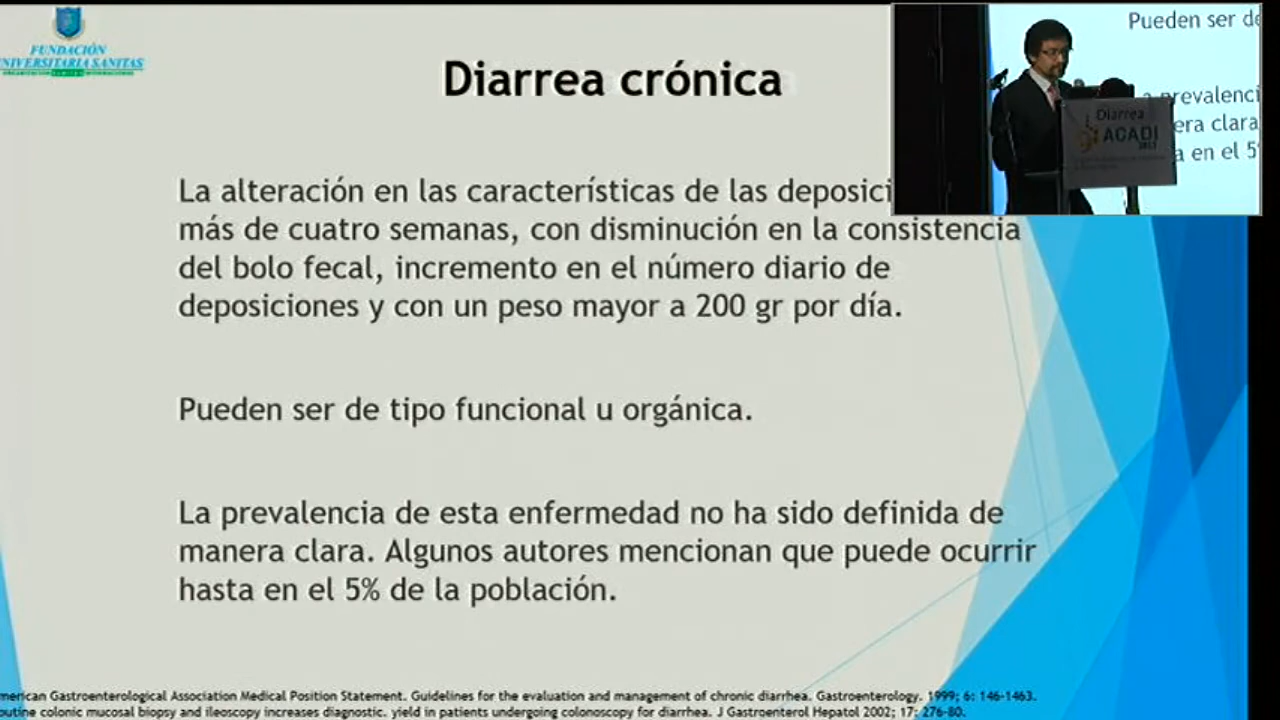 FUNDACIÓN
UNIVERSITARIA SANITAS
Diarrea crónica
La alteración en las características de las deposici
más de cuatro semanas, con disminución en la consistencia
del bolo fecal, incremento en el número diario de
deposiciones y con un peso mayor a 200 gr por día.
Pueden ser de tipo funcional u orgánica.
La prevalencia de esta enfermedad no ha sido definida de
manera clara. Algunos autores mencionan que puede ocurrir
hasta en el 5% de la población.
merican Gastroenterological Association Medical Position Statement. Guidelines for the evaluation and management of chronic diarrhea. Gastroenterology. 1999; 6: 146-1463.
outine colonic mucosal biopsy and ileoscopy increases diagnostic. yield in patients undergoing colonoscopy for diarrhea. J Gastroenterol Hepatol 2002; 17: 276-80.
Pueden ser de
prevalenci
era clara
a en el 5%
Diarrea
ACADI